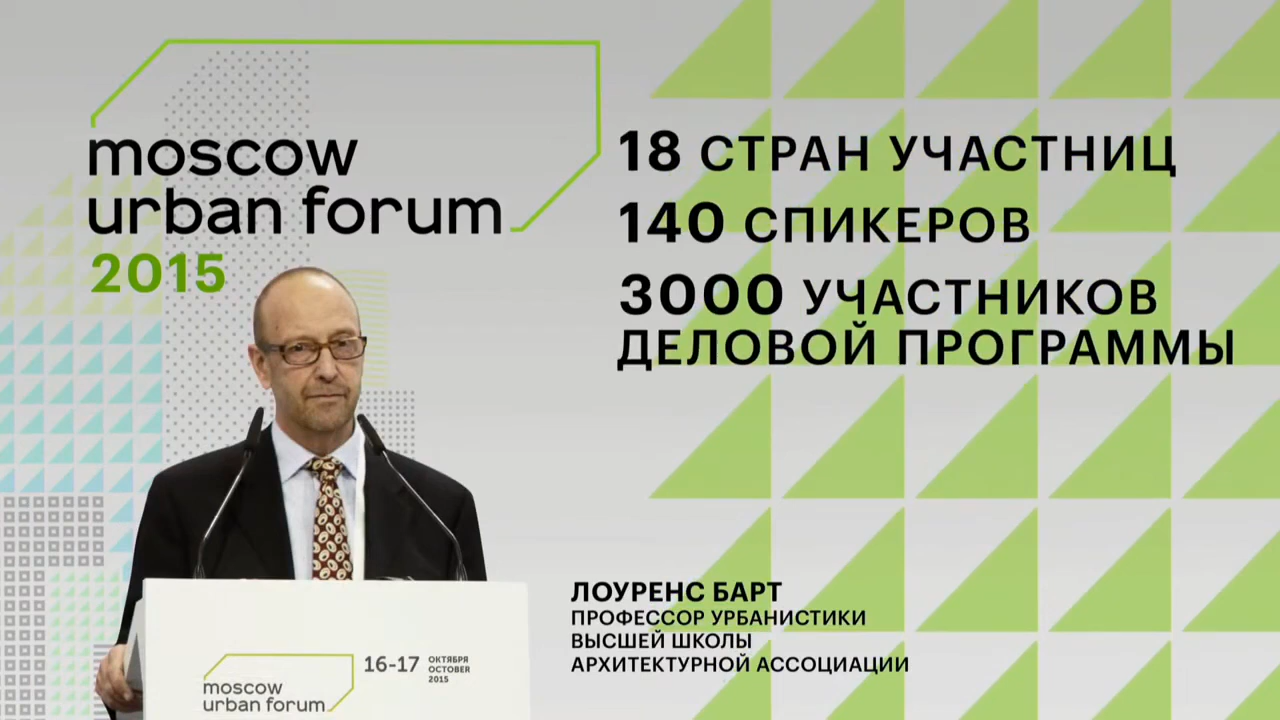 moscow
urban forum
2015
18 СТРАН УЧАСТНИЦ
140 СПИКЕРОВ
3000 УЧАСТНИКОВ
ДЕЛОВОЙ ПРОГРАММЫ
ЛОУРЕНС БАРТ
ПРОФЕССОР УРБАНИСТИКИ
ВЫСШЕЙ ШКОЛЫ
АРХИТЕКТУРНОЙ АССОЦИАЦИИ
16-17
ОКТЯБРЯ
OCTOBER
2015
moscow
urban forum